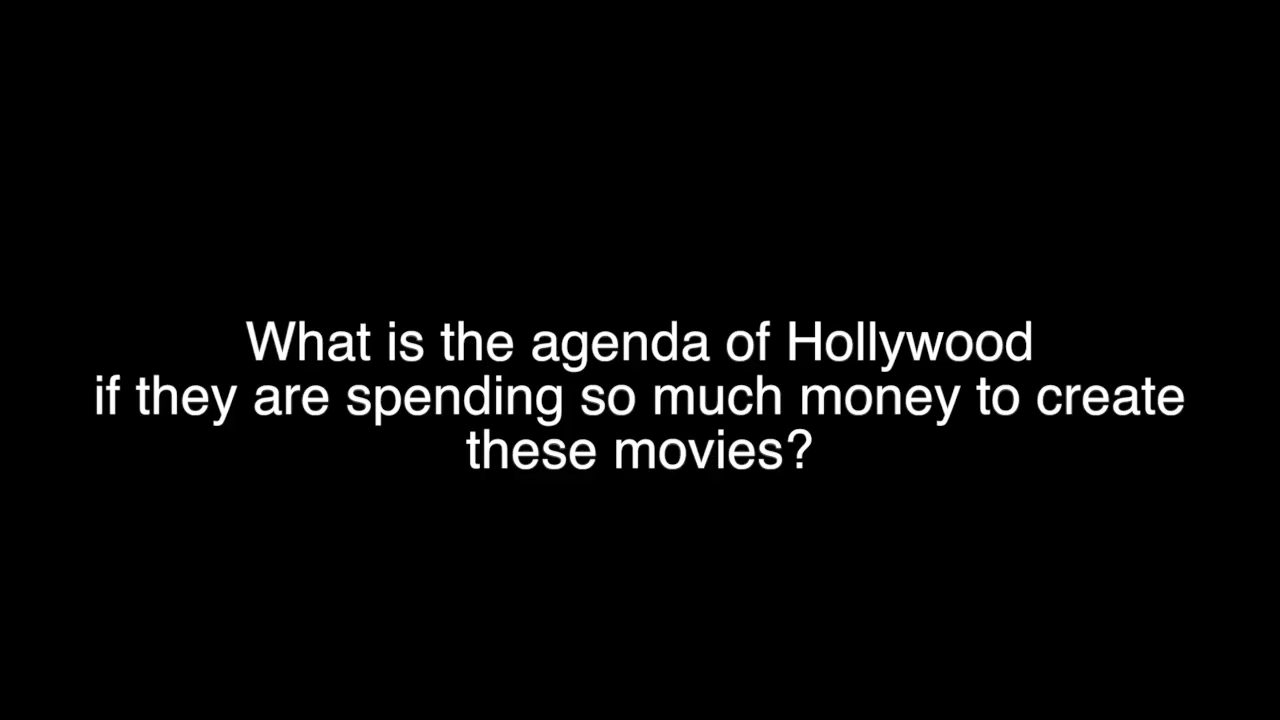 What is the agenda of Hollywood
if they are spending so much money to create
these movies?